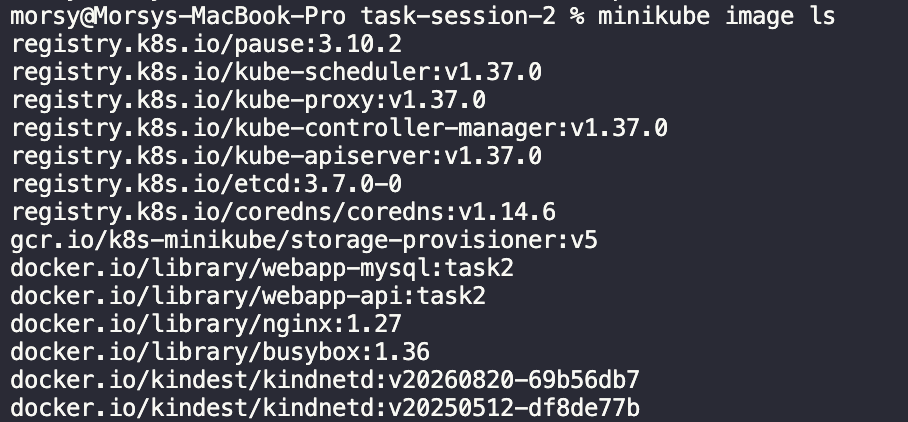 morsy@Morsys-MacBook-Pro task-session-2 % minikube image ls
registry.k8s.io/pause:3.10.2
registry.k8s.io/kube-scheduler:v1.37.0
registry.k8s.io/kube-proxy:v1.37.0
registry.k8s.io/kube-controller-manager:v1.37.0
registry.k8s.io/kube-apiserver:v1.37.0
registry.k8s.io/etcd:3.7.0-0
registry.k8s.io/coredns/coredns:v1.14.6
gcr.io/k8s-minikube/storage-provisioner:v5
docker.io/library/webapp-mysql:task2
docker.io/library/webapp-api:task2
docker.io/library/nginx:1.27
docker.io/library/busybox:1.36
docker.io/kindest/kindnetd:v20260820-69b56db7
docker.io/kindest/kindnetd:v20250512-df8de77b